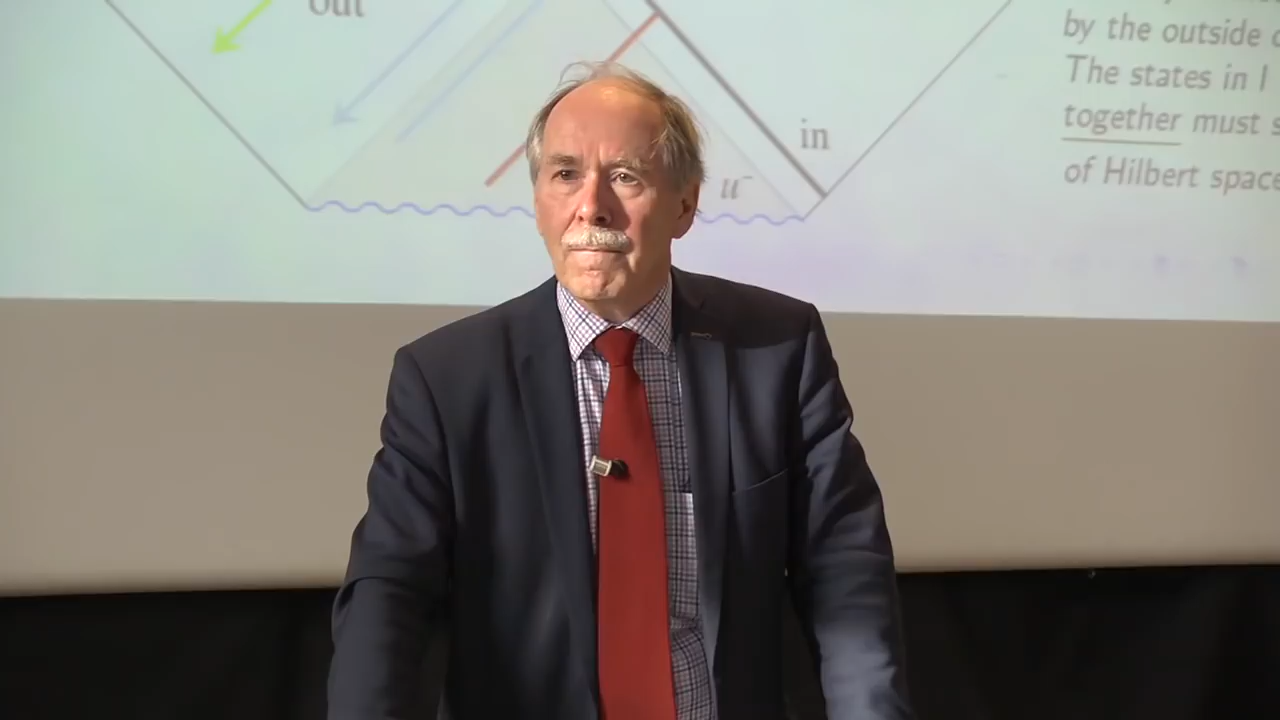 out
in
u⁻
by the outside
The states in I
together must
of Hilbert space